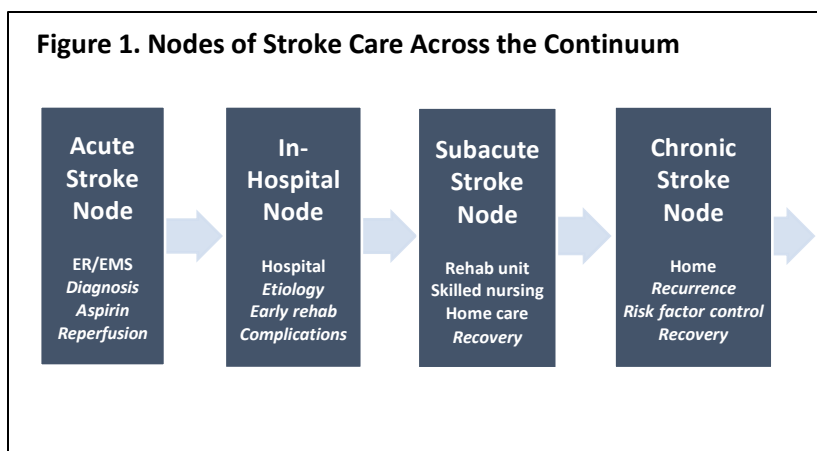 Figure 1. Nodes of Stroke Care Across the Continuum
Acute
Stroke
Node
ER/EMS
Diagnosis
Aspirin
Reperfusion
In-
Hospital
Node
Hospital
Etiology
Early rehab
Complications
Subacute
Stroke
Node
Rehab unit
Skilled nursing
Home care
Recovery
Chronic
Stroke
Node
Home
Recurrence
Risk factor control
Recovery